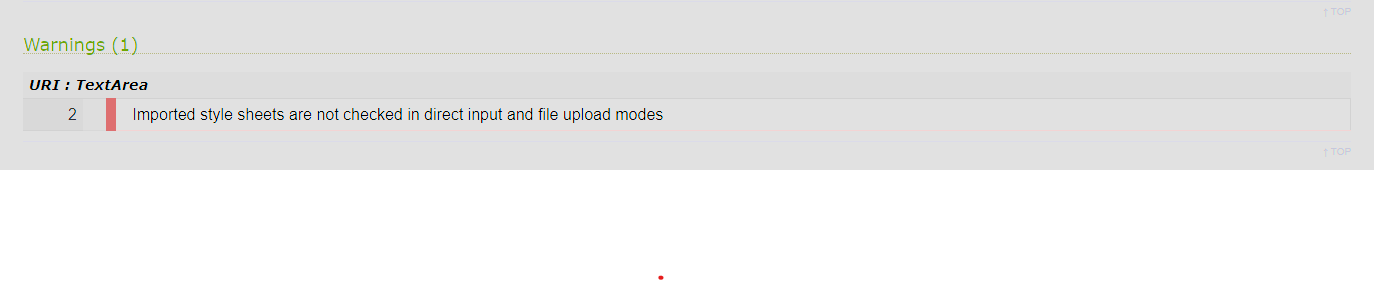 ↑ TOP
Warnings (1)
URI : TextArea
2 Imported style sheets are not checked in direct input and file upload modes
↑ TOP